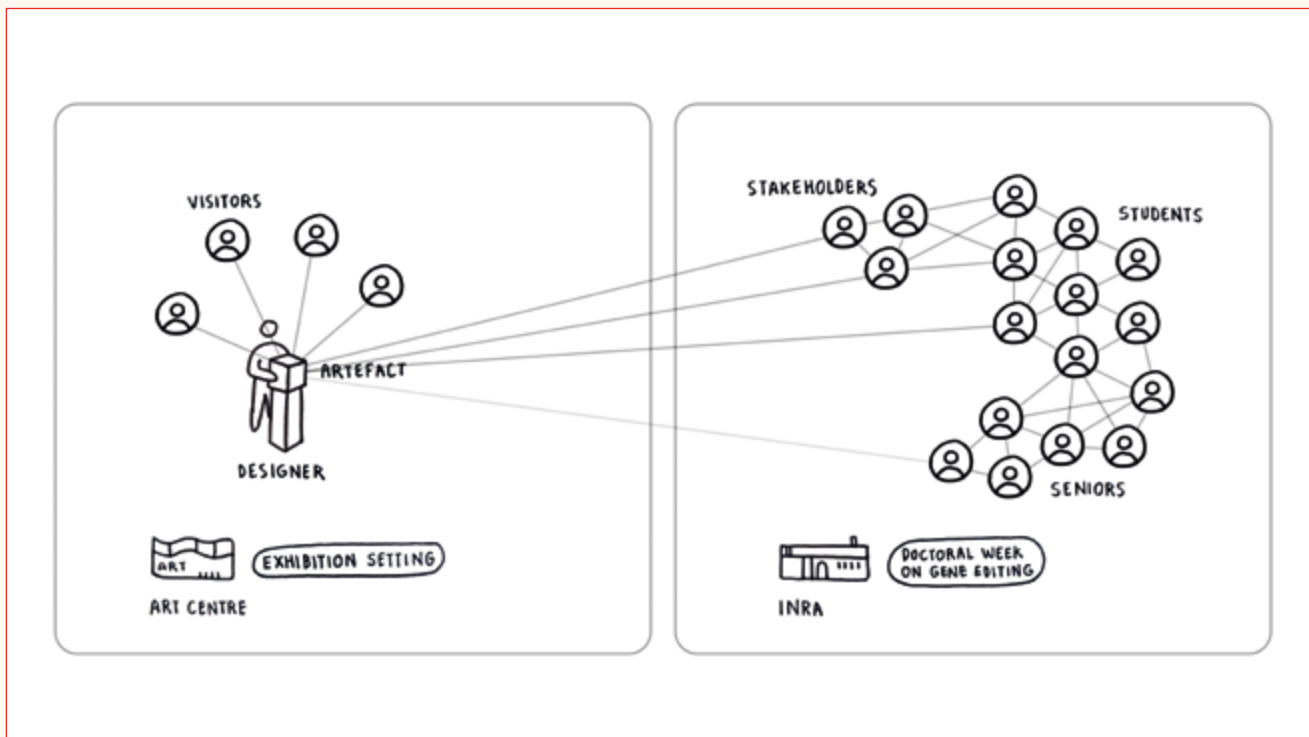 VISITORS
ARTEFACT
DESIGNER
ART
EXHIBITION SETTING
ART CENTRE
STAKEHOLDERS
STUDENTS
SENIORS
DOCTORAL WEEK
ON GENE EDITING
INRA